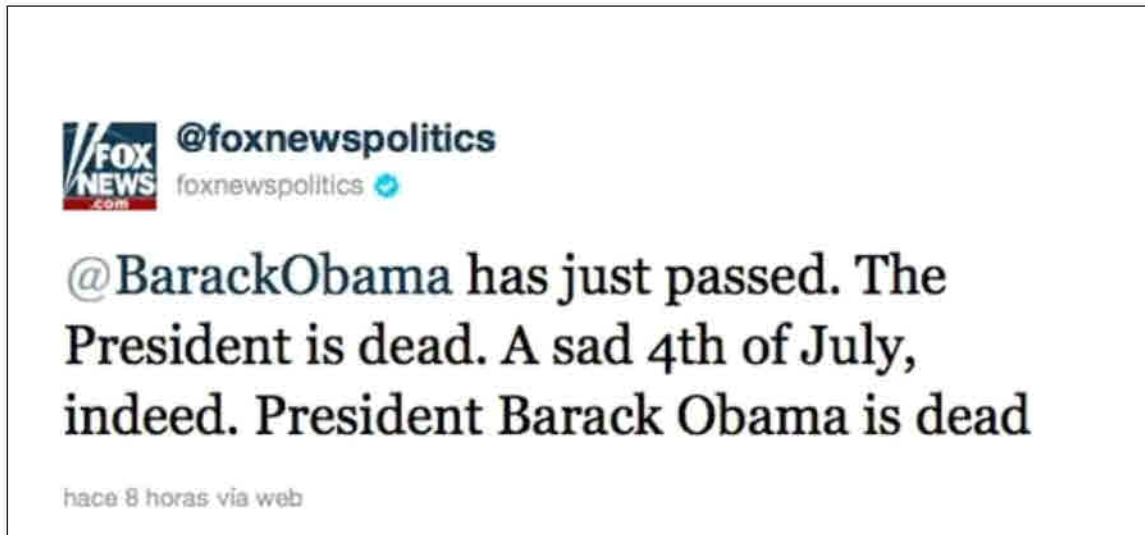 FOX
NEWS
.com
@foxnewspolitics
foxnewspolitics
@BarackObama has just passed. The
President is dead. A sad 4th of July,
indeed. President Barack Obama is dead
hace 8 horas vía web